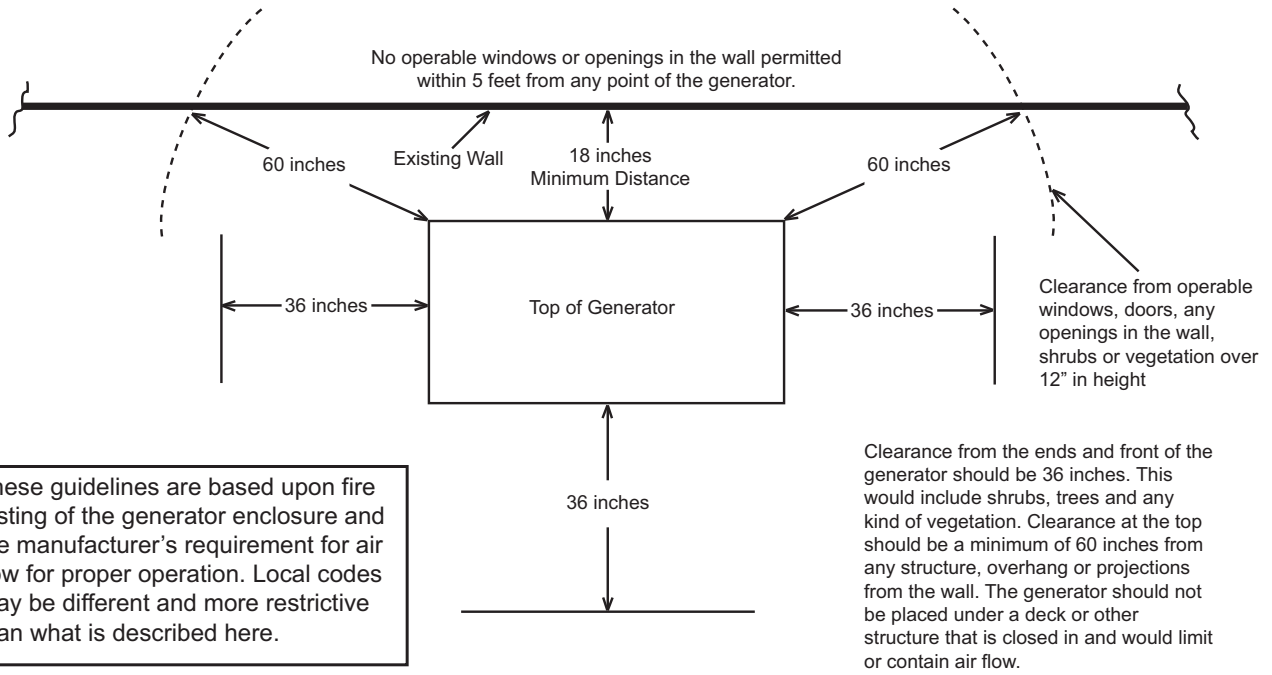 No operable windows or openings in the wall permitted
within 5 feet from any point of the generator.
60 inches
Existing Wall
18 inches
Minimum Distance
60 inches
36 inches
Top of Generator
36 inches
Clearance from operable
windows, doors, any
openings in the wall,
shrubs or vegetation over
12” in height
36 inches
hese guidelines are based upon fire
sting of the generator enclosure and
e manufacturer’s requirement for air
ow for proper operation. Local codes
ay be different and more restrictive
an what is described here.
Clearance from the ends and front of the
generator should be 36 inches. This
would include shrubs, trees and any
kind of vegetation. Clearance at the top
should be a minimum of 60 inches from
any structure, overhang or projections
from the wall. The generator should not
be placed under a deck or other
structure that is closed in and would limit
or contain air flow.